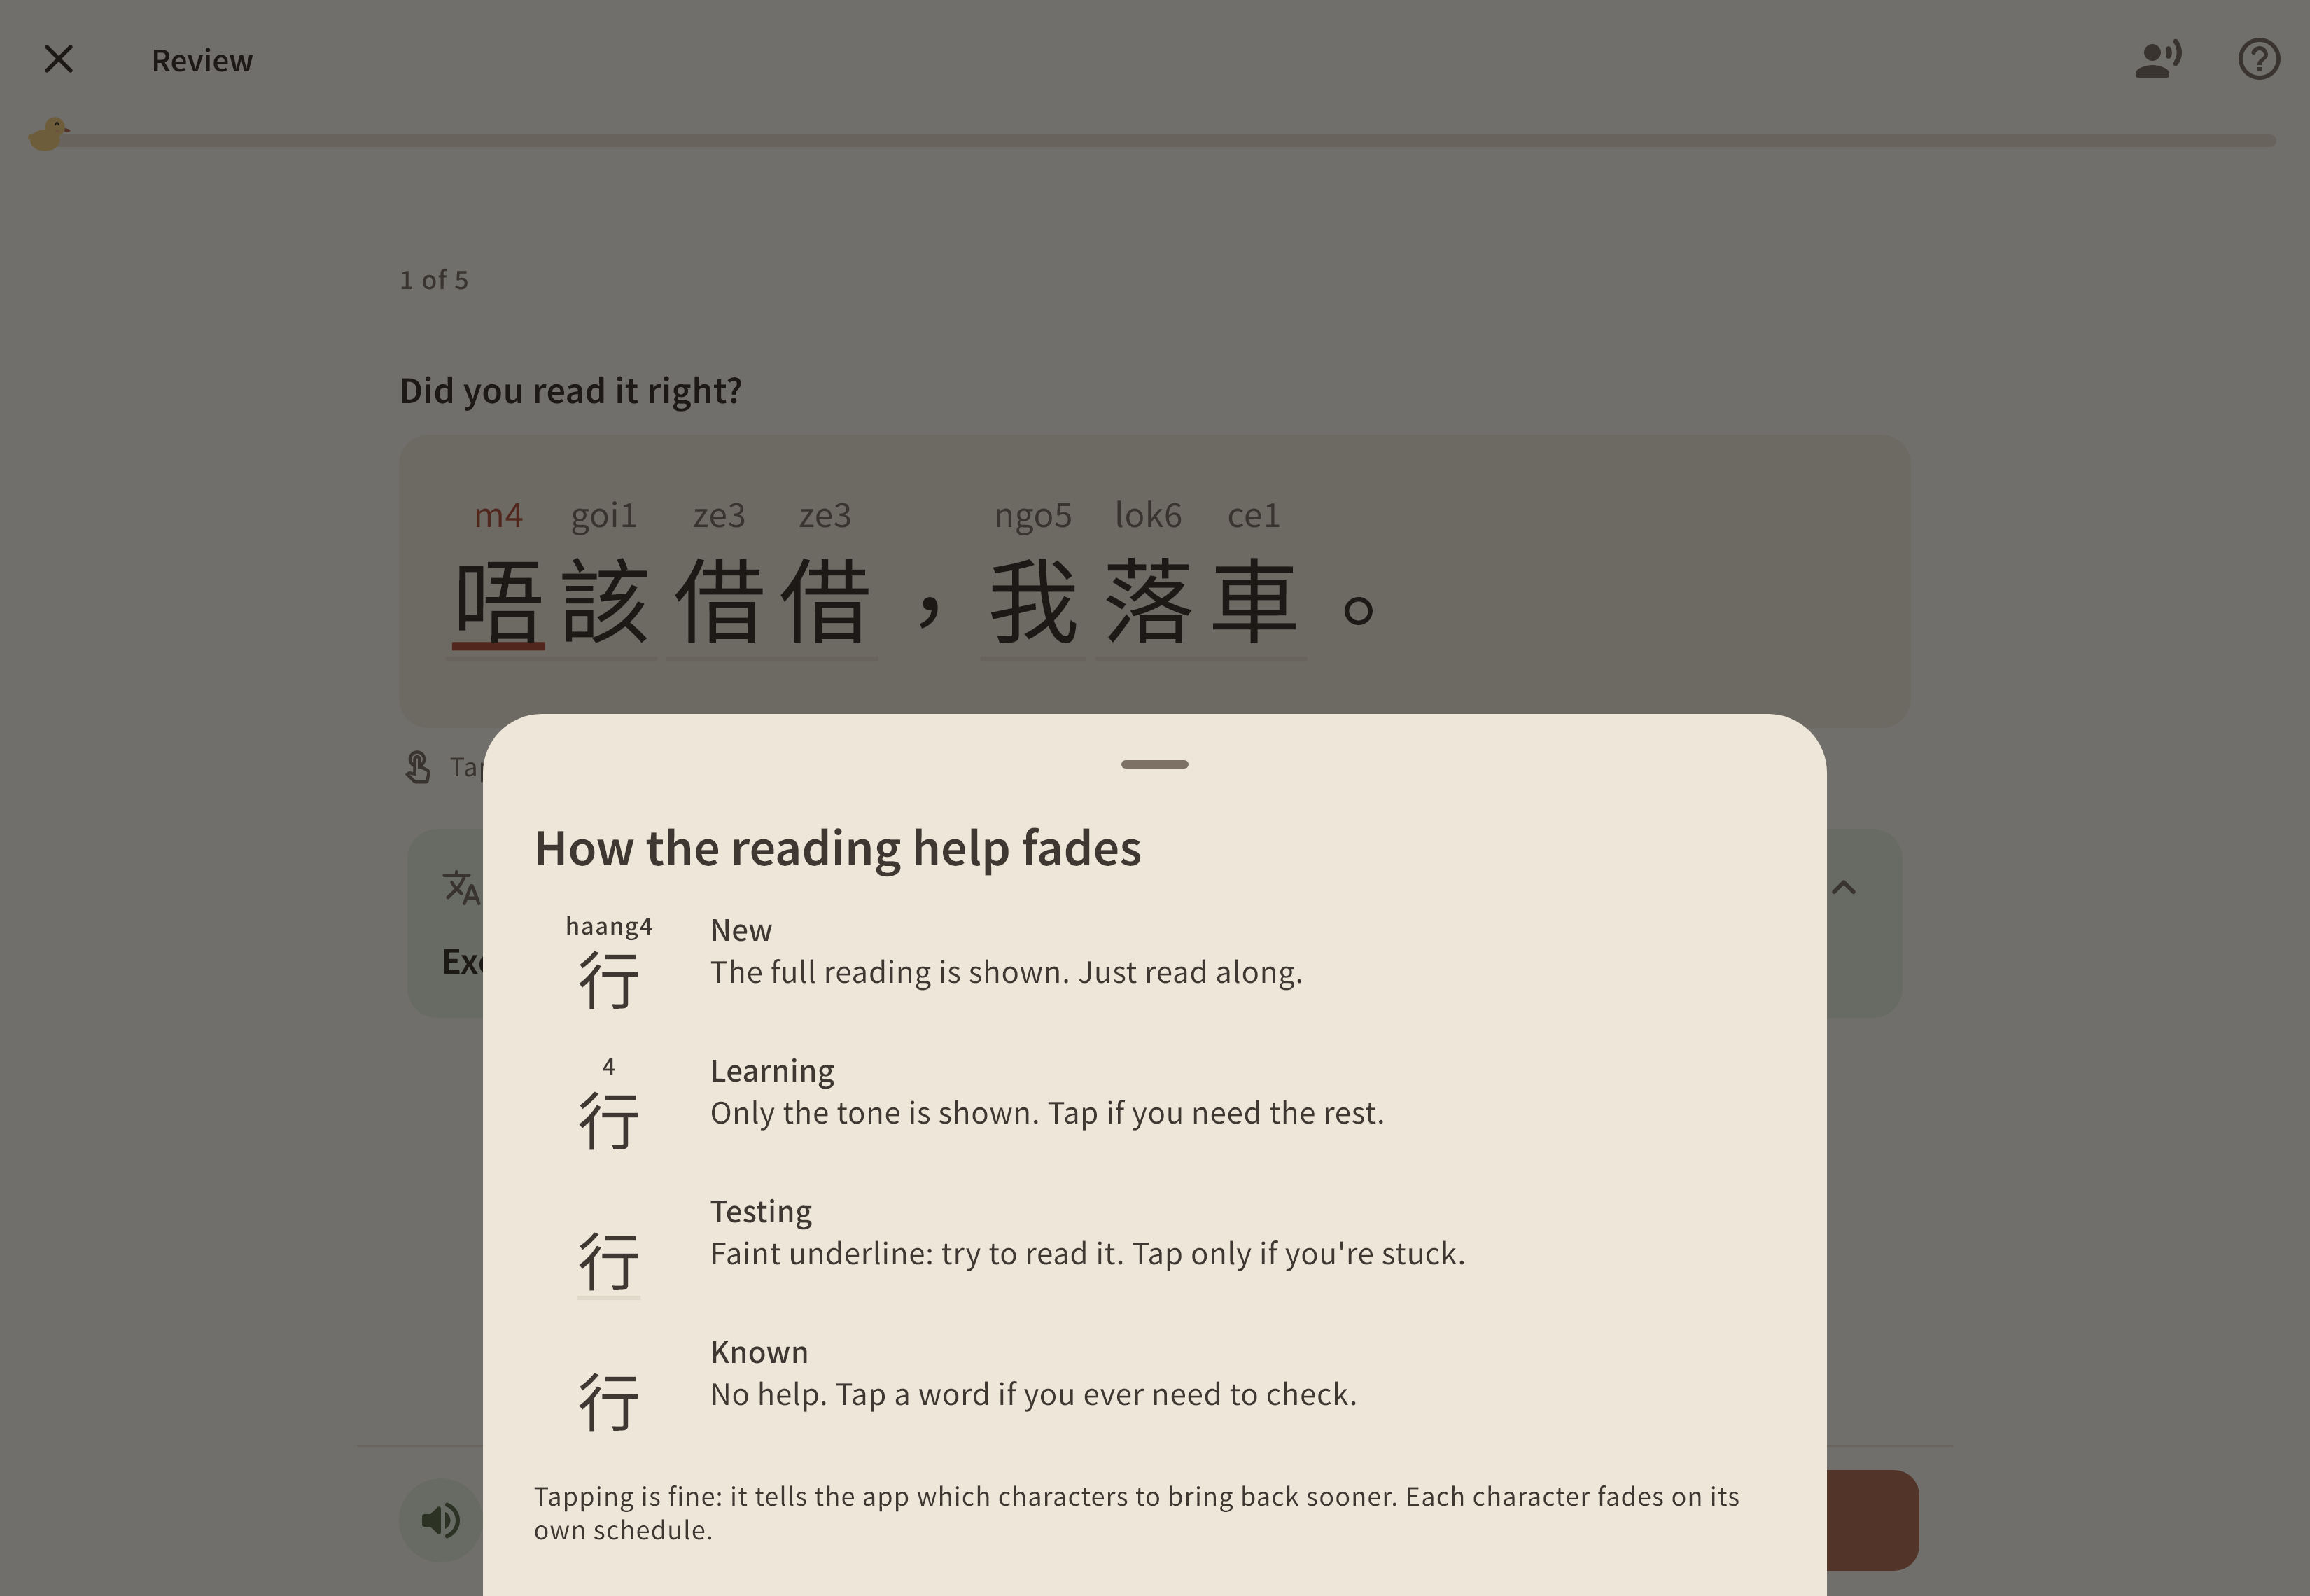 Review
1 of 5
Did you read it right?
m4 goi1 ze3 ze3 ngo5 lok6 ce1
唔該借借，我落車。
How the reading help fades
haang4
行
New
The full reading is shown. Just read along.
4
行
Learning
Only the tone is shown. Tap if you need the rest.
行
Testing
Faint underline: try to read it. Tap only if you're stuck.
行
Known
No help. Tap a word if you ever need to check.
Tapping is fine: it tells the app which characters to bring back sooner. Each character fades on its
own schedule.